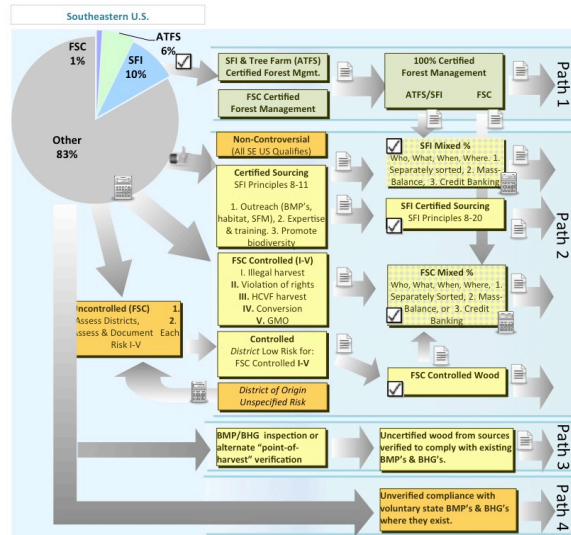 Southeastern U.S.
ATFS
6%
FSC
1%
SFI
10%
Other
83%
SFI & Tree Farm (ATFS)
Certified Forest Mgmt.
FSC Certified
Forest Management
100% Certified
Forest Management
ATFS/SFI FSC
Path 1
Non-Controversial
(All SE US Qualifies)
Certified Sourcing
SFI Principles 8-11
1. Outreach (BMP's,
habitat, SFM), 2. Expertise
& training. 3. Promote
biodiversity
SFI Mixed %
Who, What, When, Where. 1.
Separately sorted, 2. Mass-
Balance, 3. Credit Banking
SFI Certified Sourcing
SFI Principles 8-20
Path 2
FSC Controlled (I-V)
I. Illegal harvest
II. Violation of rights
III. HCVF harvest
IV. Conversion
V. GMO
FSC Mixed %
Who, What, When, Where, 1.
Separately Sorted, 2. Mass-
Balance, or 3. Credit
Banking
Uncontrolled (FSC) 1.
Assess Districts, 2.
Assess & Document Each
Risk I-V
Controlled
District Low Risk for:
FSC Controlled I-V
FSC Controlled Wood
District of Origin
Unspecified Risk
BMP/BHG inspection or
alternate "point-of-
harvest" verification
Uncertified wood from sources
verified to comply with existing
BMP's & BHG's.
Path 3
Unverified compliance with
voluntary state BMP's & BHG's
where they exist.
Path 4